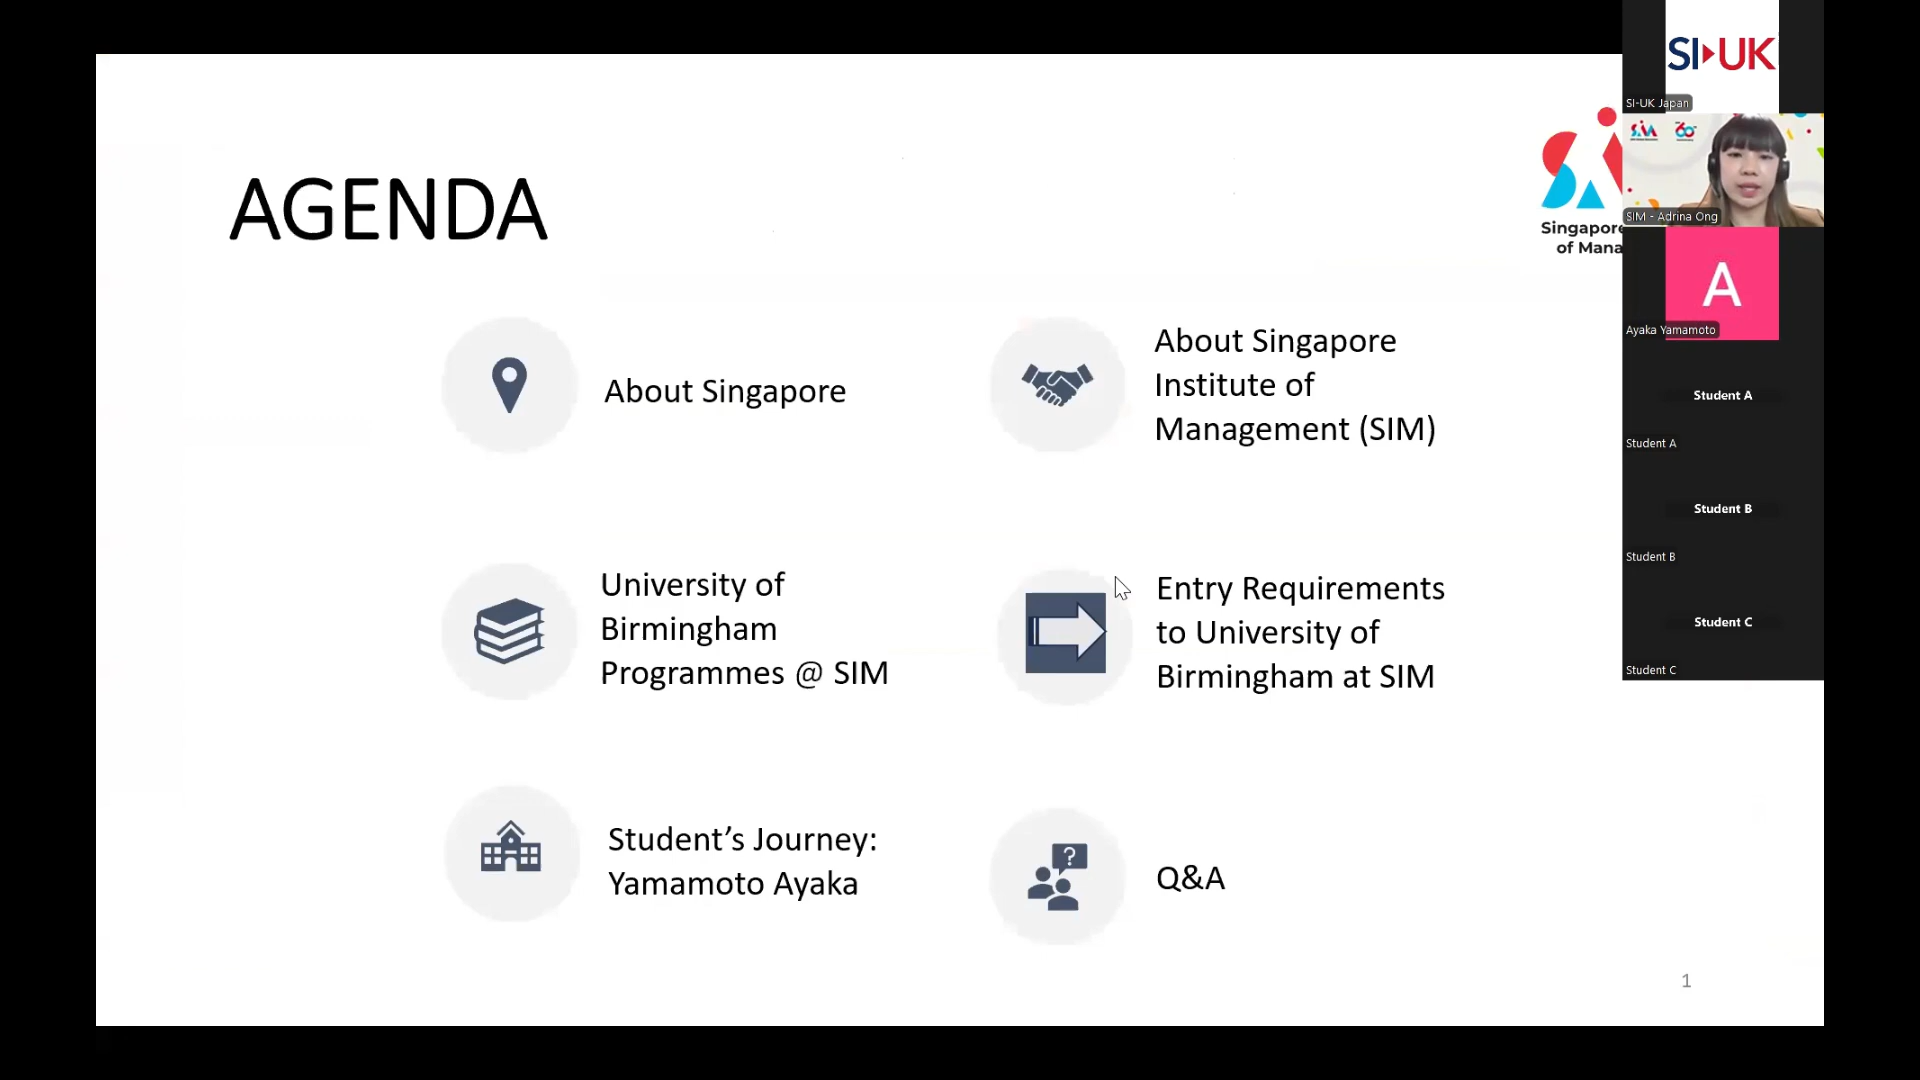 AGENDA
Singapore
of Mana
About Singapore
About Singapore
Institute of
Management (SIM)
University of
Birmingham
Programmes @ SIM
Entry Requirements
to University of
Birmingham at SIM
Student’s Journey:
Yamamoto Ayaka
?
Q&A
1
SI UK
SI-UK Japan
SIM 60
SIM - Adrina Ong
A
Ayaka Yamamoto
Student A
Student A
Student B
Student B
Student C
Student C